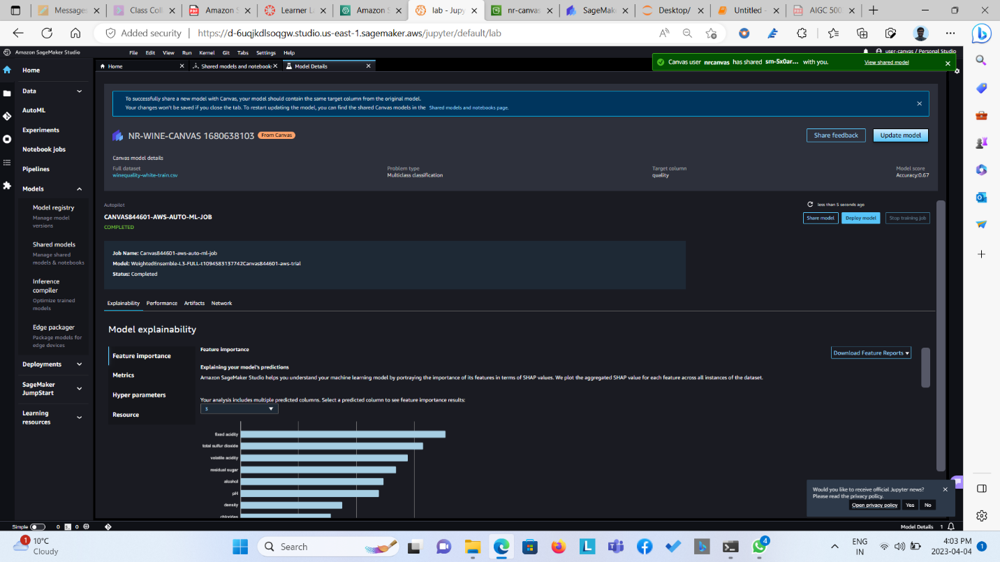 Messages
Class Coll
Amazon S
Learner L
Amazon S
lab - Jupy
nr-canvas
SageMak
Desktop/
Untitled -
AIGC 500
Added security
https://d-6uqjkdlsoqgw.studio.us-east-1.sagemaker.aws/jupyter/default/lab
Amazon SageMaker Studio
File Edit View Run Kernel Git Tabs Settings Help
user-canvas / Personal Studio
Home
Shared models and notebook:
Model Details
Canvas user nrcanvas has shared sm-5x0ar... with you.
View shared model
Home
Data
AutoML
Experiments
Notebook jobs
Pipelines
Models
Model registry
Manage model
versions
Shared models
Manage shared
models & notebooks
Inference
compiler
Optimize trained
models
Edge packager
Package models for
edge devices
Deployments
SageMaker
JumpStart
Learning
resources
To successfully share a new model with Canvas, your model should contain the same target column from the original model.
Your changes won't be saved if you close the tab. To restart updating the model, you can find the shared Canvas models in the Shared models and notebooks page.
NR-WINE-CANVAS 1680638103 From Canvas
Share feedback
Update model
Canvas model details
Full dataset
winequality-white-train.csv
Problem type
Multiclass classification
Target column
quality
Model score
Accuracy:0.67
Autopilot
CANVAS844601-AWS-AUTO-ML-JOB
COMPLETED
less than 5 seconds ago
Share model
Deploy model
Stop training job
Job Name: Canvas844601-aws-auto-ml-job
Model: WeightedEnsemble-L3-FULL-t1094583137742Canvas844601-aws-trial
Status: Completed
Explainability Performance Artifacts Network
Model explainability
Feature importance
Metrics
Hyper parameters
Resource
Feature importance
Download Feature Reports
Explaining your model's predictions
Amazon SageMaker Studio helps you understand your machine learning model by portraying the importance of its features in terms of SHAP values. We plot the aggregated SHAP value for each feature across all instances of the dataset.
Your analysis includes multiple predicted columns. Select a predicted column to see feature importance results:
3
fixed acidity
total sulfur dioxide
volatile acidity
residual sugar
alcohol
pH
density
chlorides
Would you like to receive official Jupyter news?
Please read the privacy policy.
Open privacy policy
Yes
No
Simple 0 0
Model Details 1
1
10°C
Cloudy
Search
4
ENG
IN
4:03 PM
2023-04-04
1